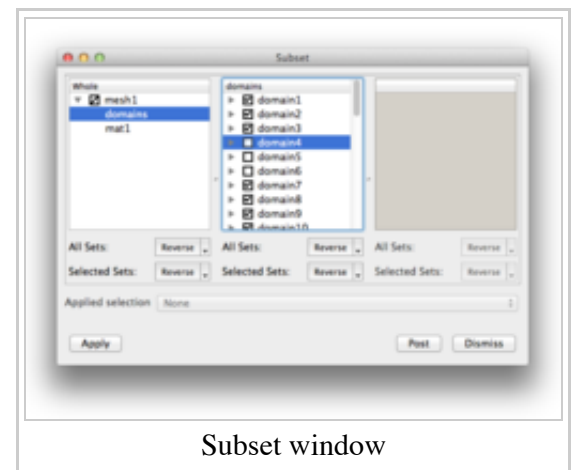 Subset
Whole
mesh1
domains
mat1
domains
domain1
domain2
domain3
domain4
domain5
domain6
domain7
domain8
domain9
domain10
All Sets: Reverse All Sets: Reverse All Sets: Reverse
Selected Sets: Reverse Selected Sets: Reverse Selected Sets: Reverse
Applied selection None
Apply Post Dismiss
Subset window